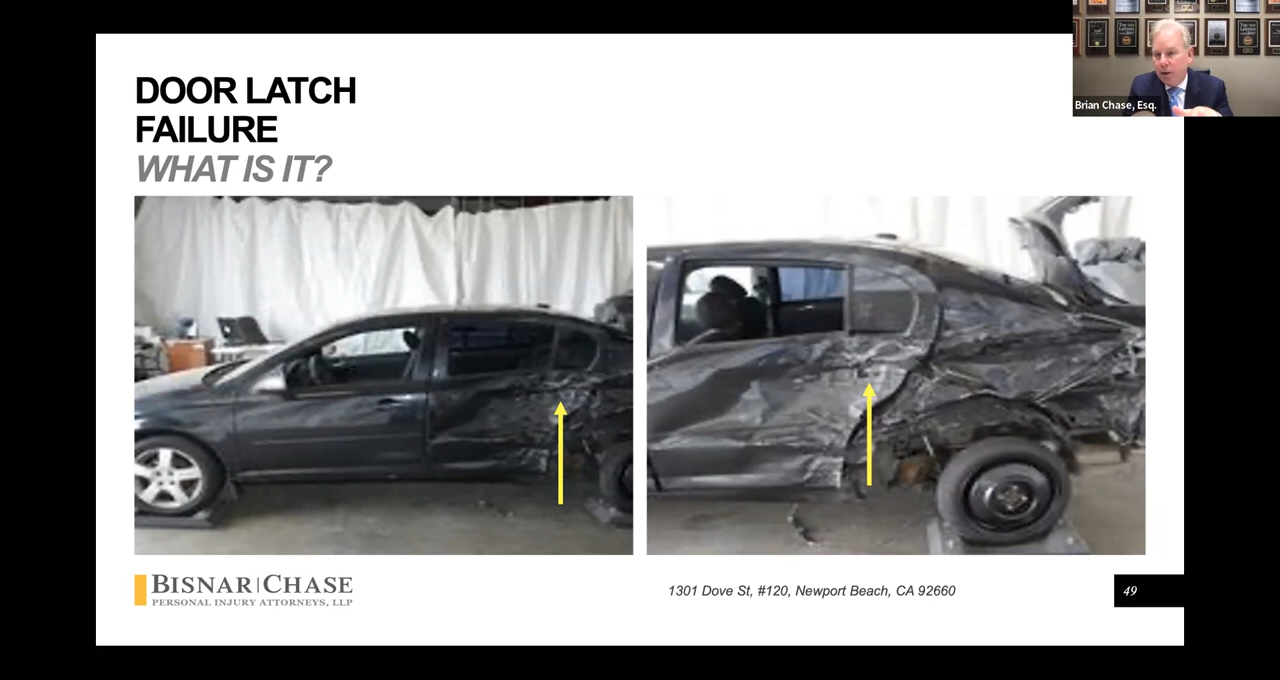 DOOR LATCH
FAILURE
WHAT IS IT?
Brian Chase, Esq.
BISNAR|CHASE
PERSONAL INJURY ATTORNEYS, LLP
1301 Dove St, #120, Newport Beach, CA 92660
49